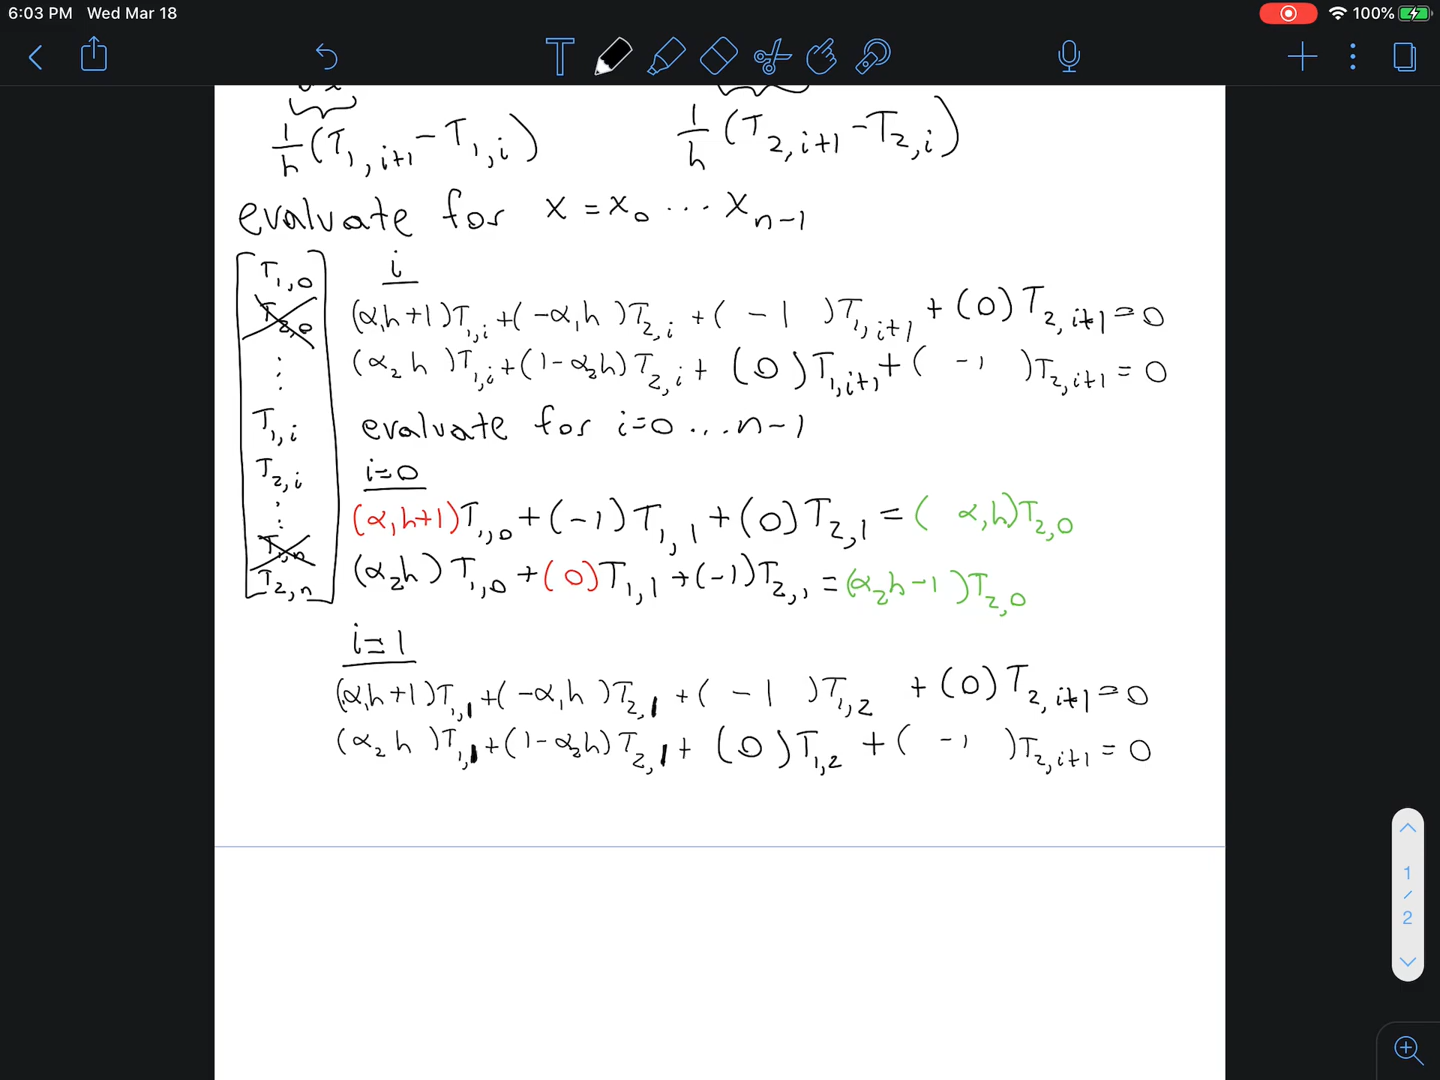 6:03 PM Wed Mar 18 100%
T
1/h (T₁,ᵢ₊₁ - T₁,ᵢ) 1/h (T₂,ᵢ₊₁ - T₂,ᵢ)
evaluate for x = x₀ ... xₙ₋₁
T₁,₀
T₂,₀
⋮
T₁,ᵢ
T₂,ᵢ
⋮
T₁,ₙ
T₂,ₙ
i
(α₁h+1)T₁,ᵢ + (-α₁h)T₂,ᵢ + (-1)T₁,ᵢ₊₁ + (0)T₂,ᵢ₊₁ = 0
(α₂h)T₁,ᵢ + (1-α₂h)T₂,ᵢ + (0)T₁,ᵢ₊₁ + (-1)T₂,ᵢ₊₁ = 0
evaluate for i=0 ... n-1
i=0
(α₁h+1)T₁,₀ + (-1)T₁,₁ + (0)T₂,₁ = (α₁h)T₂,₀
(α₂h)T₁,₀ + (0)T₁,₁ + (-1)T₂,₁ = (α₂h-1)T₂,₀
i=1
(α₁h+1)T₁,₁ + (-α₁h)T₂,₁ + (-1)T₁,₂ + (0)T₂,ᵢ₊₁ = 0
(α₂h)T₁,₁ + (1-α₂h)T₂,₁ + (0)T₁,₂ + (-1)T₂,ᵢ₊₁ = 0
1
/
2